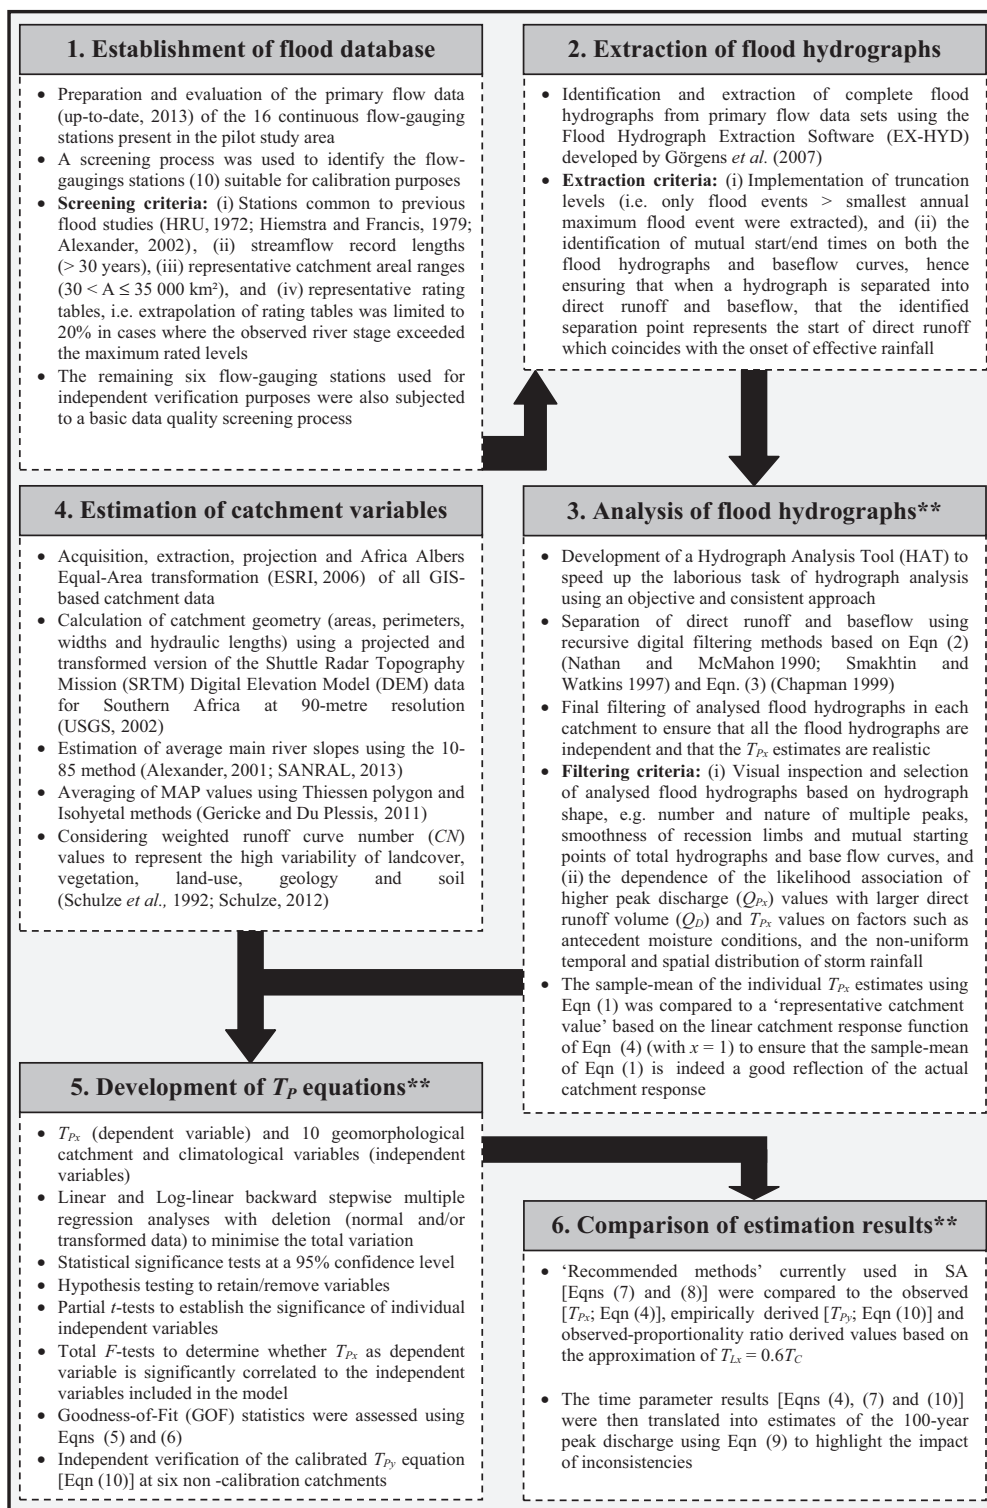 1. Establishment of flood database
• Preparation and evaluation of the primary flow data
(up-to-date, 2013) of the 16 continuous flow-gauging
stations present in the pilot study area
• A screening process was used to identify the flow-
gaugings stations (10) suitable for calibration purposes
• Screening criteria: (i) Stations common to previous
flood studies (HRU, 1972; Hiemstra and Francis, 1979;
Alexander, 2002), (ii) streamflow record lengths
(> 30 years), (iii) representative catchment areal ranges
(30 < A ≤ 35 000 km²), and (iv) representative rating
tables, i.e. extrapolation of rating tables was limited to
20% in cases where the observed river stage exceeded
the maximum rated levels
• The remaining six flow-gauging stations used for
independent verification purposes were also subjected
to a basic data quality screening process
2. Extraction of flood hydrographs
• Identification and extraction of complete flood
hydrographs from primary flow data sets using the
Flood Hydrograph Extraction Software (EX-HYD)
developed by Görgens et al. (2007)
• Extraction criteria: (i) Implementation of truncation
levels (i.e. only flood events > smallest annual
maximum flood event were extracted), and (ii) the
identification of mutual start/end times on both the
flood hydrographs and baseflow curves, hence
ensuring that when a hydrograph is separated into
direct runoff and baseflow, that the identified
separation point represents the start of direct runoff
which coincides with the onset of effective rainfall
3. Analysis of flood hydrographs**
• Development of a Hydrograph Analysis Tool (HAT) to
speed up the laborious task of hydrograph analysis
using an objective and consistent approach
• Separation of direct runoff and baseflow using
recursive digital filtering methods based on Eqn (2)
(Nathan and McMahon 1990; Smakhtin and
Watkins 1997) and Eqn. (3) (Chapman 1999)
• Final filtering of analysed flood hydrographs in each
catchment to ensure that all the flood hydrographs are
independent and that the TPx estimates are realistic
• Filtering criteria: (i) Visual inspection and selection
of analysed flood hydrographs based on hydrograph
shape, e.g. number and nature of multiple peaks,
smoothness of recession limbs and mutual starting
points of total hydrographs and base flow curves, and
(ii) the dependence of the likelihood association of
higher peak discharge (QPx) values with larger direct
runoff volume (QD) and TPx values on factors such as
antecedent moisture conditions, and the non-uniform
temporal and spatial distribution of storm rainfall
• The sample-mean of the individual TPx estimates using
Eqn (1) was compared to a ‘representative catchment
value’ based on the linear catchment response function
of Eqn (4) (with x = 1) to ensure that the sample-mean
of Eqn (1) is indeed a good reflection of the actual
catchment response
4. Estimation of catchment variables
• Acquisition, extraction, projection and Africa Albers
Equal-Area transformation (ESRI, 2006) of all GIS-
based catchment data
• Calculation of catchment geometry (areas, perimeters,
widths and hydraulic lengths) using a projected and
transformed version of the Shuttle Radar Topography
Mission (SRTM) Digital Elevation Model (DEM) data
for Southern Africa at 90-metre resolution
(USGS, 2002)
• Estimation of average main river slopes using the 10-
85 method (Alexander, 2001; SANRAL, 2013)
• Averaging of MAP values using Thiessen polygon and
Isohyetal methods (Gericke and Du Plessis, 2011)
• Considering weighted runoff curve number (CN)
values to represent the high variability of landcover,
vegetation, land-use, geology and soil
(Schulze et al., 1992; Schulze, 2012)
5. Development of TP equations**
• TPx (dependent variable) and 10 geomorphological
catchment and climatological variables (independent
variables)
• Linear and Log-linear backward stepwise multiple
regression analyses with deletion (normal and/or
transformed data) to minimise the total variation
• Statistical significance tests at a 95% confidence level
• Hypothesis testing to retain/remove variables
• Partial t-tests to establish the significance of individual
independent variables
• Total F-tests to determine whether TPx as dependent
variable is significantly correlated to the independent
variables included in the model
• Goodness-of-Fit (GOF) statistics were assessed using
Eqns (5) and (6)
• Independent verification of the calibrated TPy equation
[Eqn (10)] at six non -calibration catchments
6. Comparison of estimation results**
• ‘Recommended methods’ currently used in SA
[Eqns (7) and (8)] were compared to the observed
[TPx; Eqn (4)], empirically derived [TPy; Eqn (10)] and
observed-proportionality ratio derived values based on
the approximation of TLx = 0.6TC
• The time parameter results [Eqns (4), (7) and (10)]
were then translated into estimates of the 100-year
peak discharge using Eqn (9) to highlight the impact
of inconsistencies